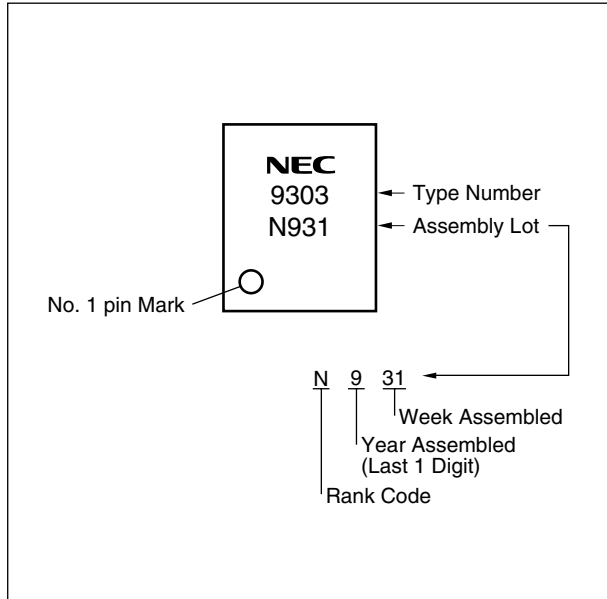 NEC
9303
N931
Type Number
Assembly Lot
No. 1 pin Mark
N 9 31
Week Assembled
Year Assembled
(Last 1 Digit)
Rank Code